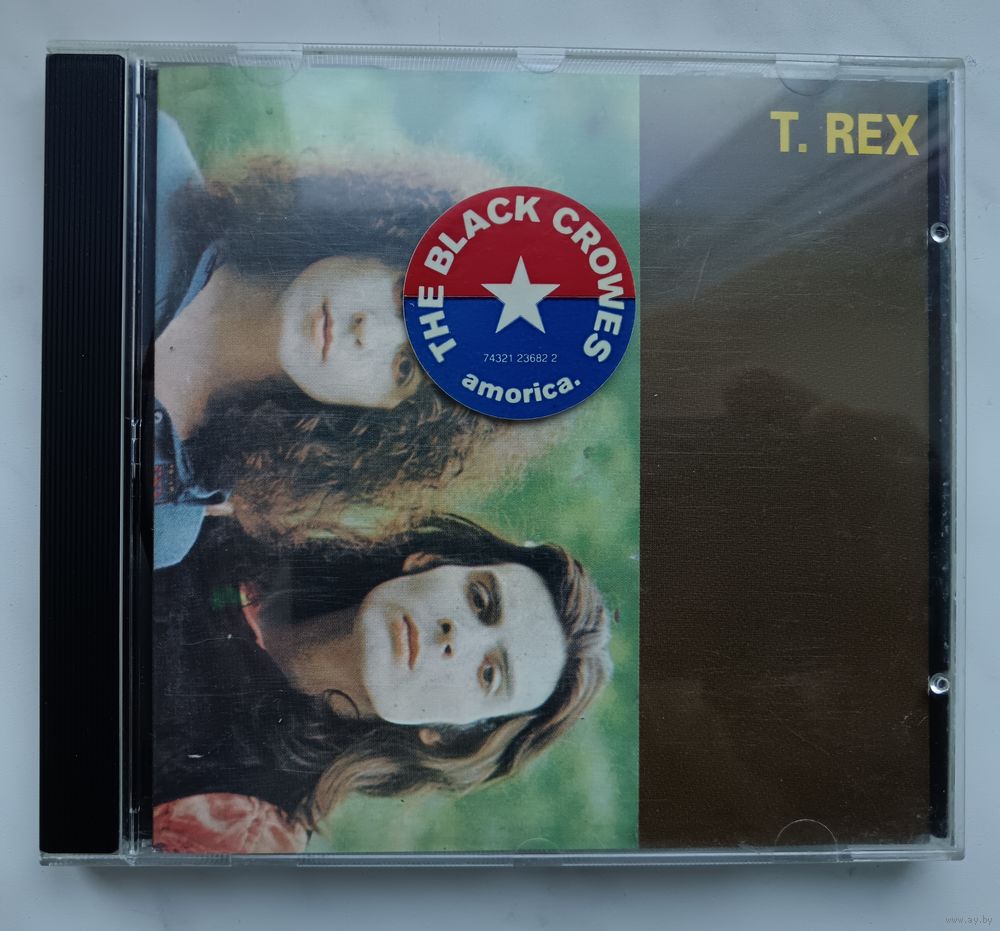 T. REX
THE BLACK CROWES
74321 23682 2
amorica.
www.ay.by